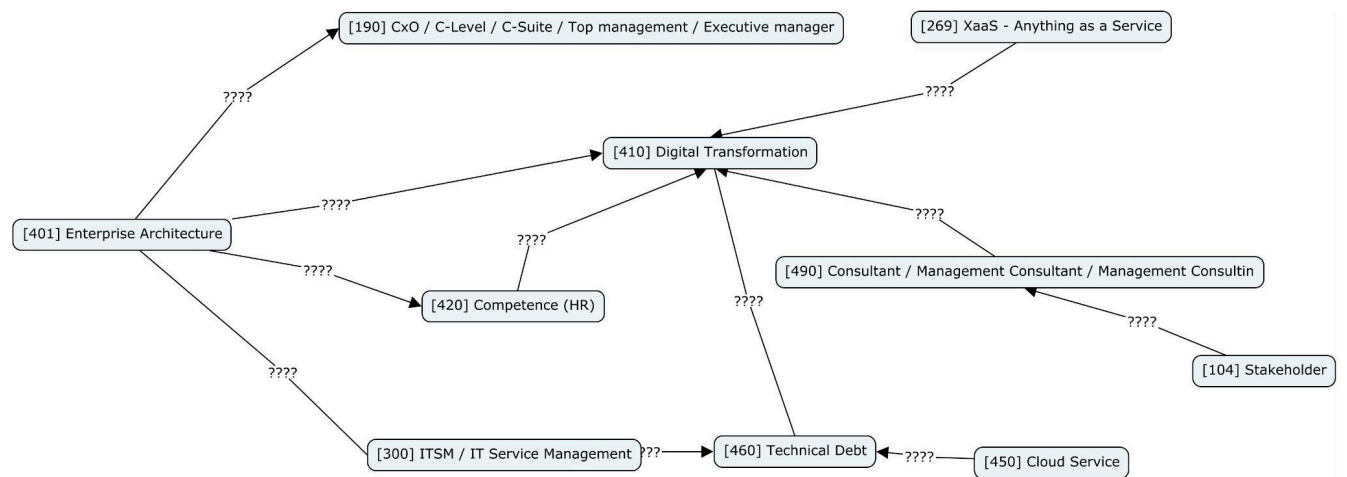 [190] CxO / C-Level / C-Suite / Top management / Executive manager
[269] XaaS - Anything as a Service
????
????
[410] Digital Transformation
????
????
[401] Enterprise Architecture
????
????
[490] Consultant / Management Consultant / Management Consultin
[420] Competence (HR)
????
????
[104] Stakeholder
????
[300] ITSM / IT Service Management
???
[460] Technical Debt
????
[450] Cloud Service